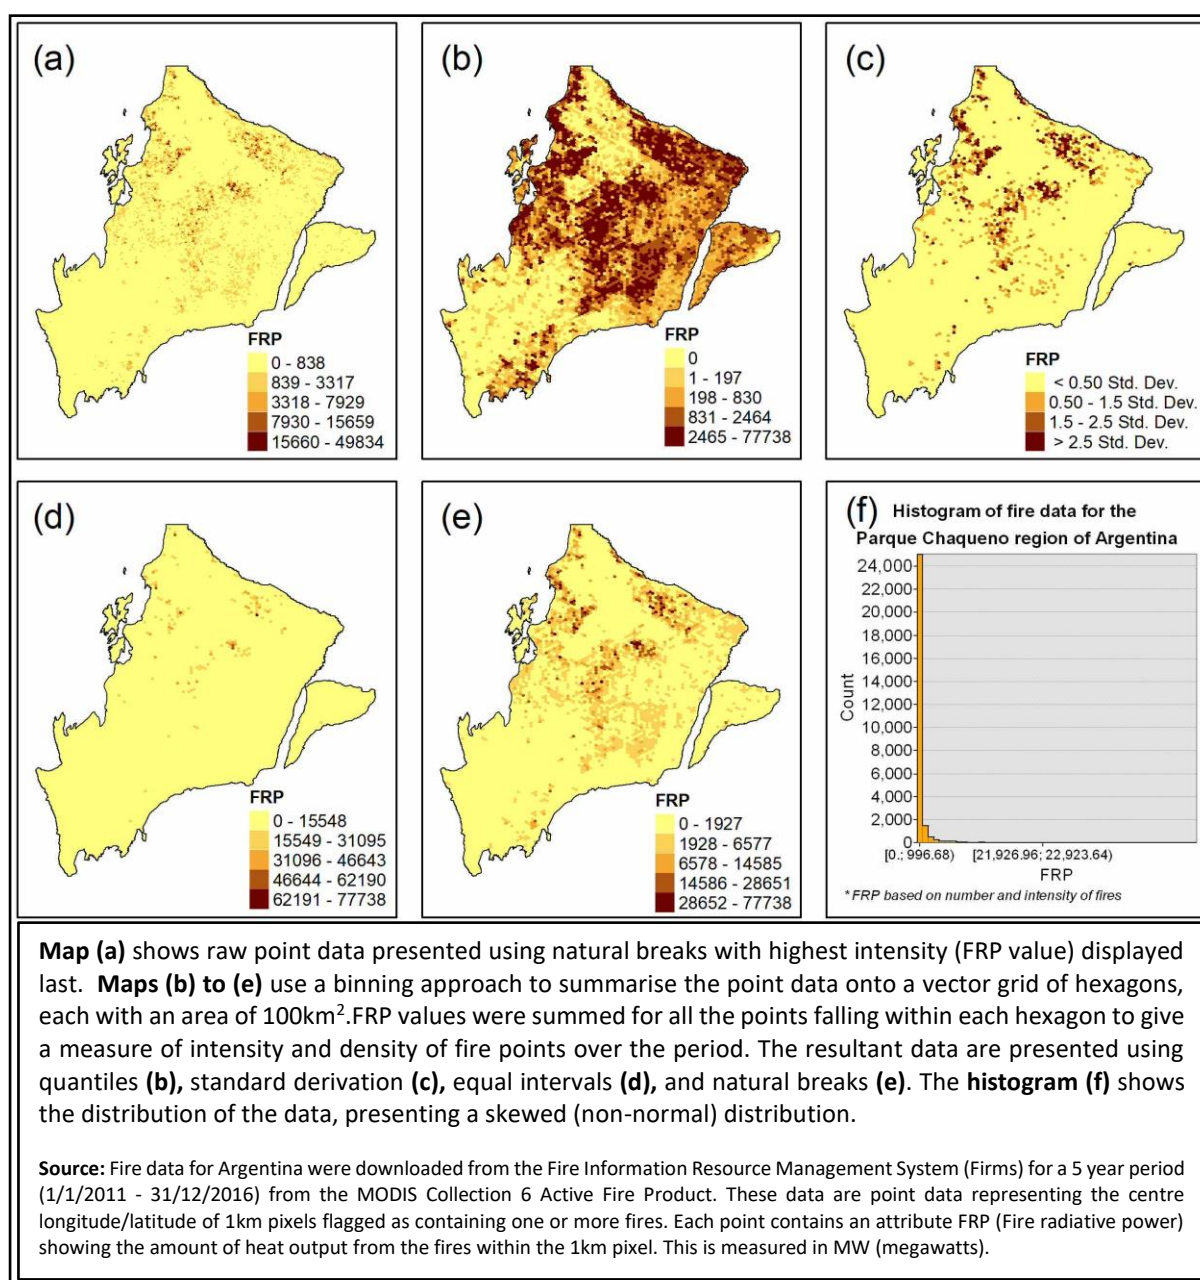 (a)
FRP
0 - 838
839 - 3317
3318 - 7929
7930 - 15659
15660 - 49834
(b)
FRP
0
1 - 197
198 - 830
831 - 2464
2465 - 77738
(c)
FRP
< 0.50 Std. Dev.
0.50 - 1.5 Std. Dev.
1.5 - 2.5 Std. Dev.
> 2.5 Std. Dev.
(d)
FRP
0 - 15548
15549 - 31095
31096 - 46643
46644 - 62190
62191 - 77738
(e)
FRP
0 - 1927
1928 - 6577
6578 - 14585
14586 - 28651
28652 - 77738
(f) Histogram of fire data for the
Parque Chaqueno region of Argentina
24,000
22,000
20,000
18,000
16,000
14,000
12,000
10,000
8,000
6,000
4,000
2,000
0
Count
[0.; 996.68) [21,926.96; 22,923.64)
FRP
*FRP based on number and intensity of fires
Map (a) shows raw point data presented using natural breaks with highest intensity (FRP value) displayed
last. Maps (b) to (e) use a binning approach to summarise the point data onto a vector grid of hexagons,
each with an area of 100km².FRP values were summed for all the points falling within each hexagon to give
a measure of intensity and density of fire points over the period. The resultant data are presented using
quantiles (b), standard derivation (c), equal intervals (d), and natural breaks (e). The histogram (f) shows
the distribution of the data, presenting a skewed (non-normal) distribution.
Source: Fire data for Argentina were downloaded from the Fire Information Resource Management System (Firms) for a 5 year period
(1/1/2011 - 31/12/2016) from the MODIS Collection 6 Active Fire Product. These data are point data representing the centre
longitude/latitude of 1km pixels flagged as containing one or more fires. Each point contains an attribute FRP (Fire radiative power)
showing the amount of heat output from the fires within the 1km pixel. This is measured in MW (megawatts).